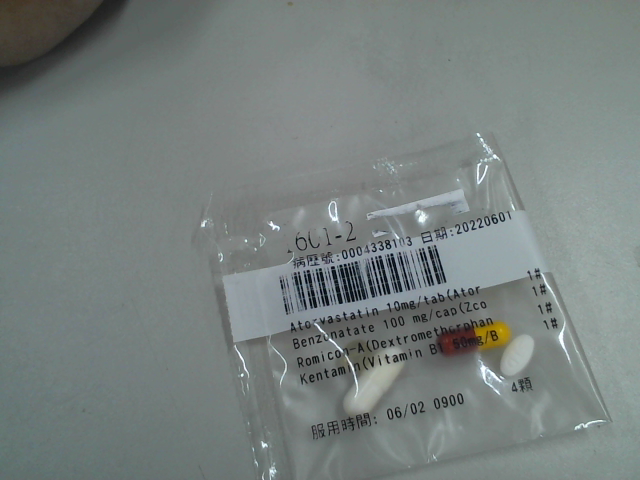 601-2
病歷號:0004338103 日期:20220601
Atorvastatin 10mg/tab(Ator 1#
Benzonatate 100 mg/cap(Zco 1#
Romicon-A(Dextromethorphan 1#
Kentamin(Vitamin B1 50mg/B 1#
4顆
服用時間: 06/02 0900